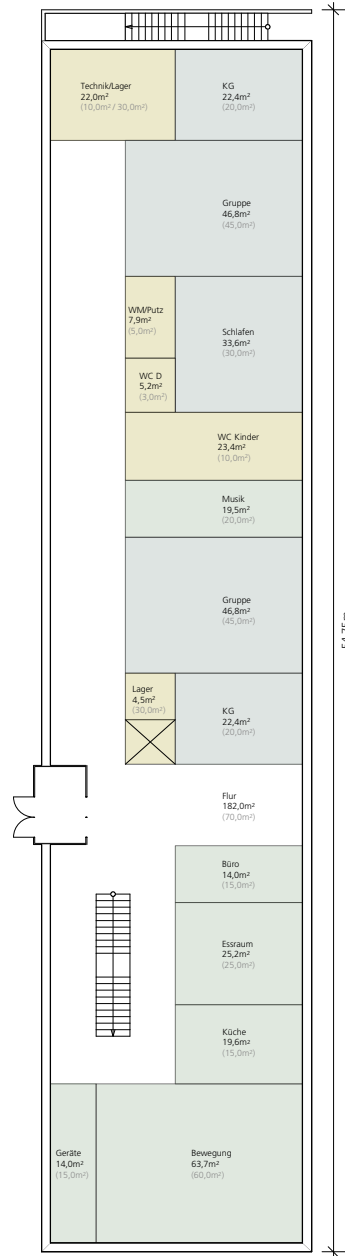 Technik/Lager
22,0m²
(10,0m² / 30,0m²)
KG
22,4m²
(20,0m²)
Gruppe
46,8m²
(45,0m²)
WM/Putz
7,9m²
(5,0m²)
Schlafen
33,6m²
(30,0m²)
WC D
5,2m²
(3,0m²)
WC Kinder
23,4m²
(10,0m²)
Musik
19,5m²
(20,0m²)
Gruppe
46,8m²
(45,0m²)
Lager
4,5m²
(30,0m²)
KG
22,4m²
(20,0m²)
Flur
182,0m²
(70,0m²)
Büro
14,0m²
(15,0m²)
Essraum
25,2m²
(25,0m²)
Küche
19,6m²
(15,0m²)
Geräte
14,0m²
(15,0m²)
Bewegung
63,7m²
(60,0m²)